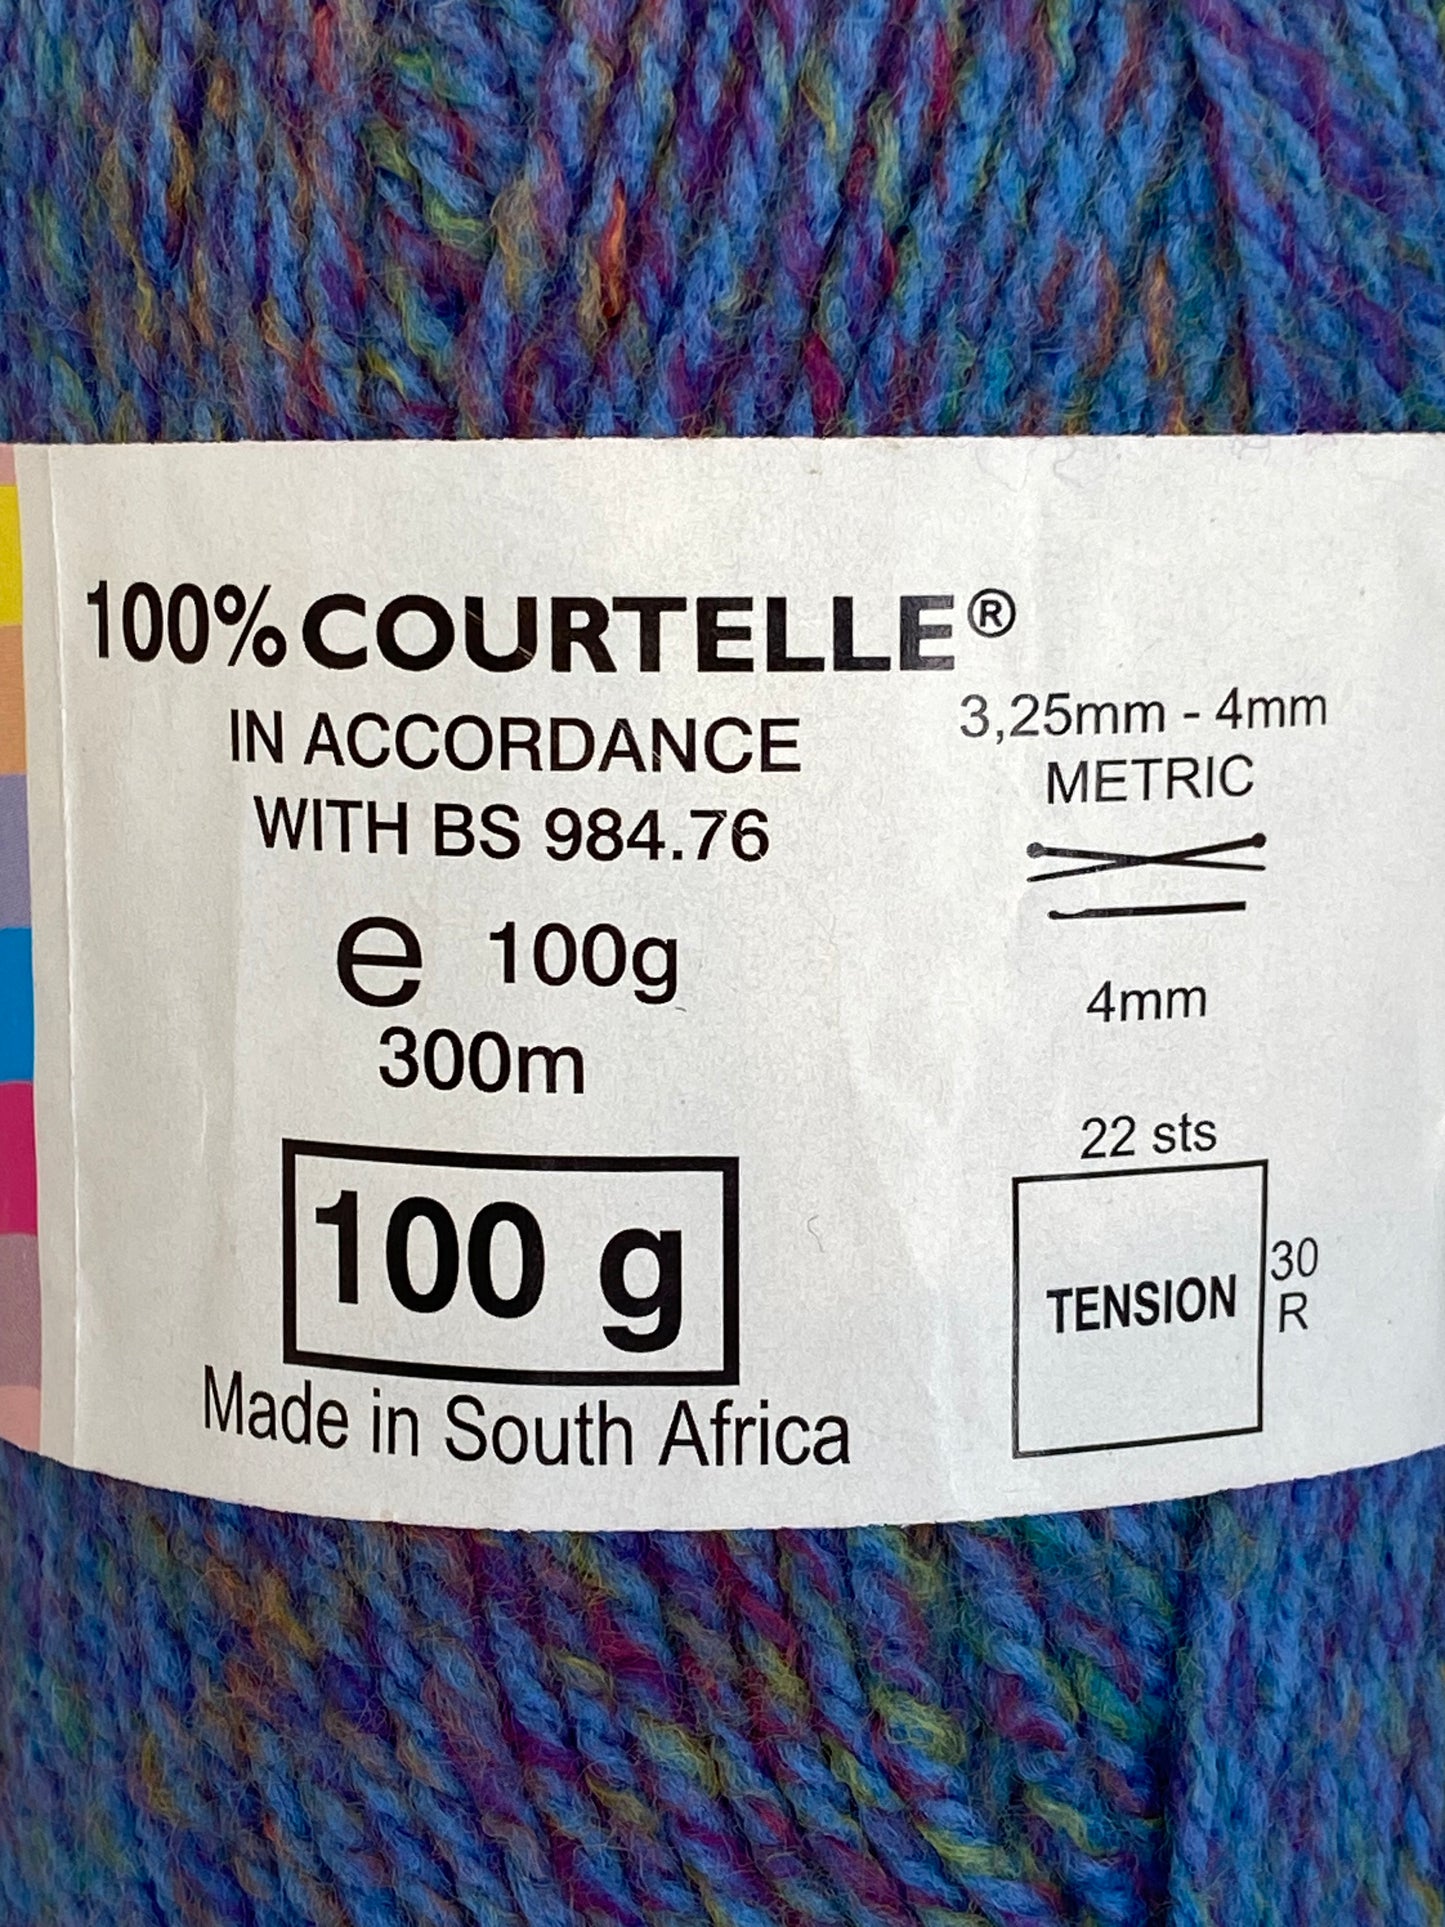 100% COURTELLE®
IN ACCORDANCE
WITH BS 984.76
e 100g
300m
100 g
Made in South Africa
3,25mm - 4mm
METRIC
4mm
22 sts
TENSION
30
R